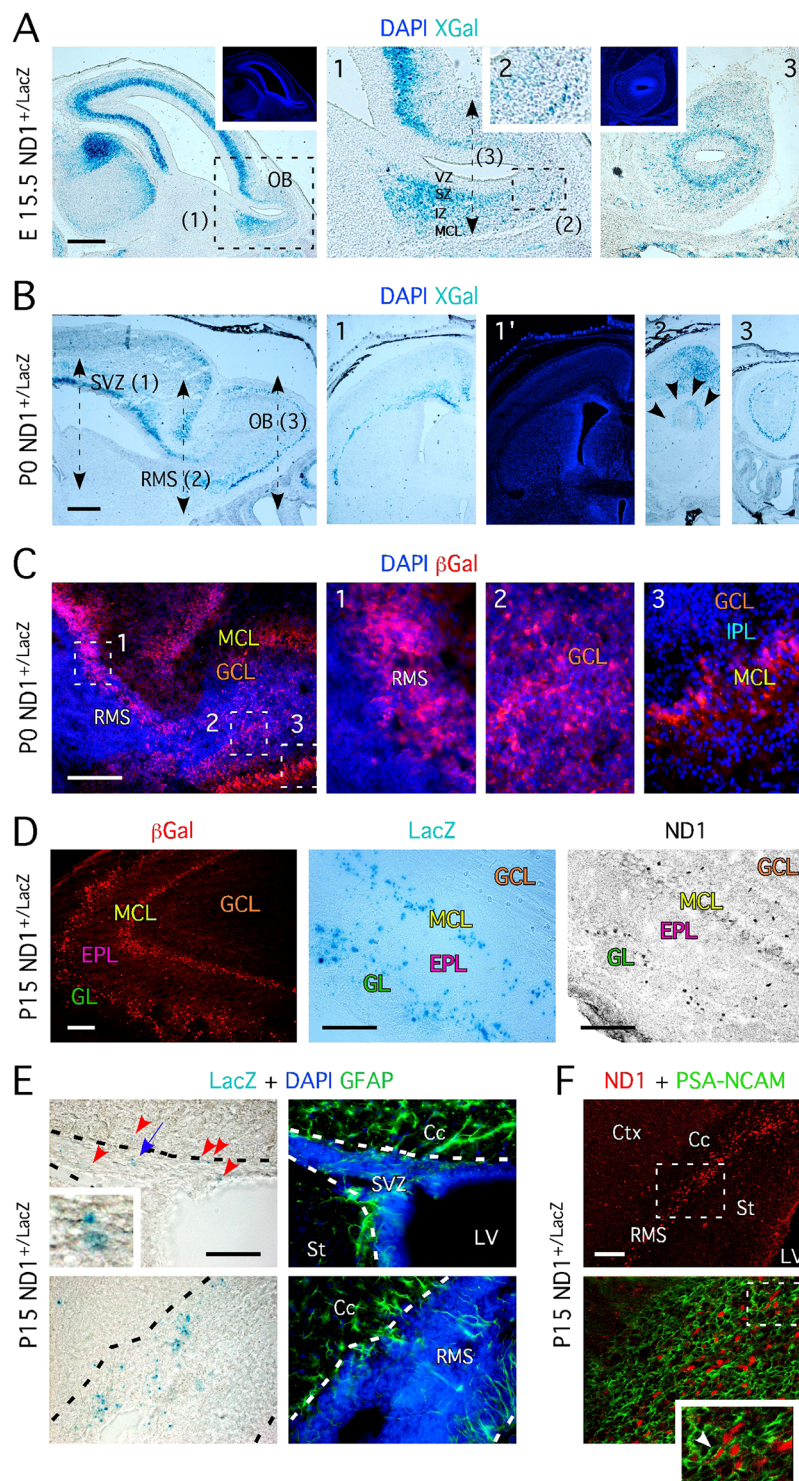 A
DAPI XGal
E 15.5 ND1+/LacZ
OB
(1)
1
2
(3)
VZ
SZ
IZ
MCL
(2)
3
B
DAPI XGal
P0 ND1+/LacZ
SVZ (1)
RMS (2)
OB (3)
1
1'
2
3
C
DAPI βGal
P0 ND1+/LacZ
1
MCL
GCL
RMS
2
3
1
RMS
2
GCL
3
GCL
IPL
MCL
D
βGal
LacZ
ND1
P15 ND1+/LacZ
MCL
GCL
EPL
GL
GCL
MCL
EPL
GL
GCL
MCL
EPL
GL
E
LacZ + DAPI GFAP
P15 ND1+/LacZ
Cc
SVZ
St
LV
Cc
RMS
F
ND1 + PSA-NCAM
P15 ND1+/LacZ
Ctx
Cc
St
RMS
LV